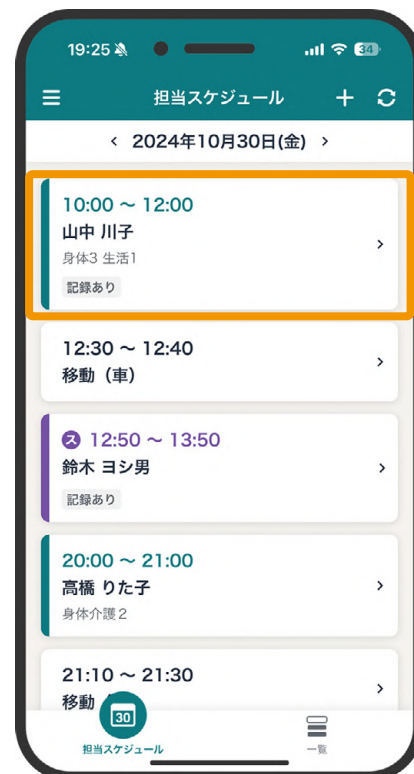 19:25
34
担当スケジュール
< 2024年10月30日(金) >
10:00 ~ 12:00
山中 川子
身体3 生活1
記録あり
12:30 ~ 12:40
移動（車）
ス 12:50 ~ 13:50
鈴木 ヨシ男
記録あり
20:00 ~ 21:00
高橋 りた子
身体介護2
21:10 ~ 21:30
移動
30
担当スケジュール
一覧